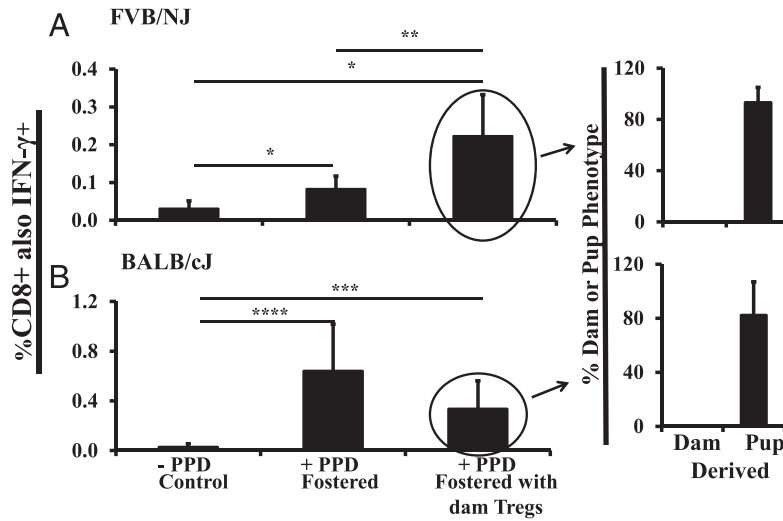 A FVB/NJ
**
*
*
0.4
0.3
0.2
0.1
0.0
%CD8+ also IFN-γ+
120
80
40
0
% Dam or Pup Phenotype
B BALB/cJ
***
****
1.2
0.8
0.4
0.0
- PPD
Control
+ PPD
Fostered
+ PPD
Fostered with
dam Tregs
120
80
40
0
Dam Pup
Derived